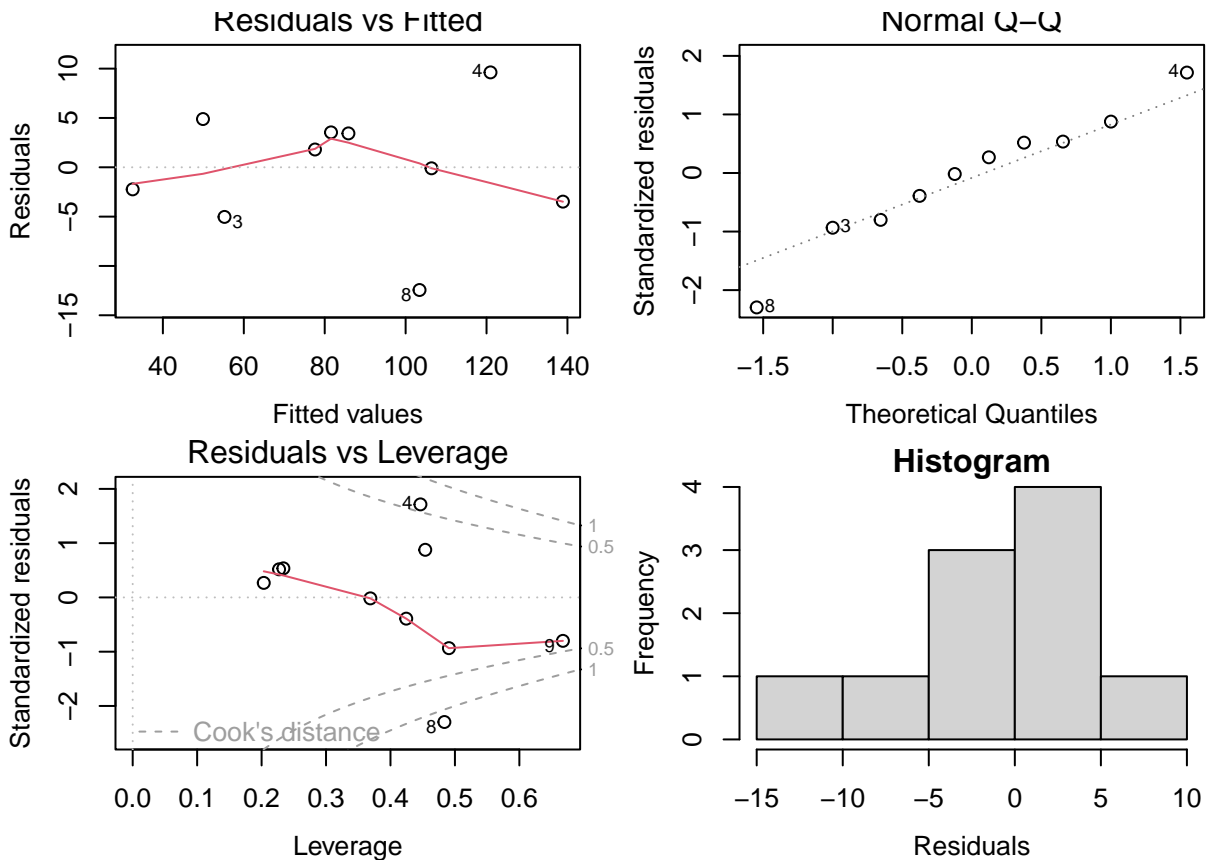 Residuals vs Fitted
Residuals
10
5
0
−5
−15
4
3
8
40 60 80 100 120 140
Fitted values
Normal Q−Q
Standardized residuals
2
1
0
−1
−2
4
3
8
−1.5 −0.5 0.0 0.5 1.0 1.5
Theoretical Quantiles
Residuals vs Leverage
Standardized residuals
2
1
0
−1
−2
4
9
8
1
0.5
0.5
1
Cook's distance
0.0 0.1 0.2 0.3 0.4 0.5 0.6
Leverage
Histogram
Frequency
4
3
1
0
−15 −10 −5 0 5 10
Residuals